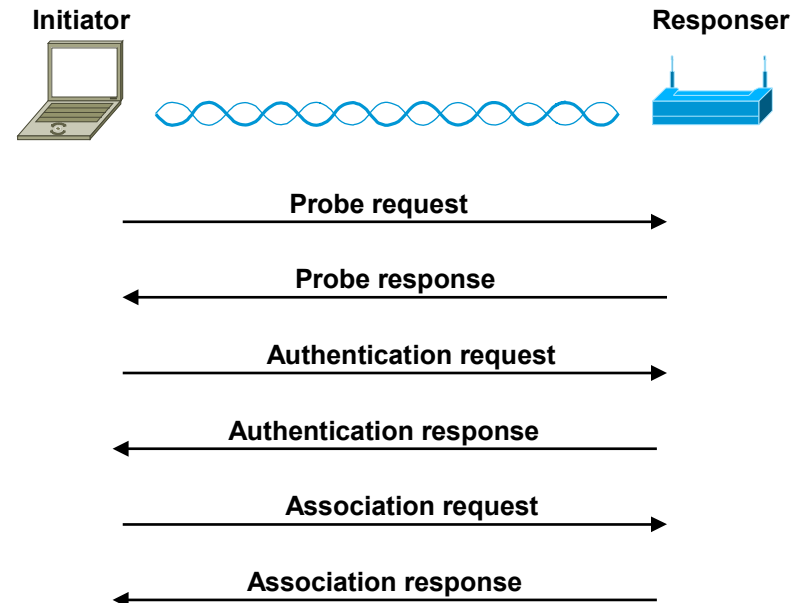 Initiator
Responser
Probe request
Probe response
Authentication request
Authentication response
Association request
Association response